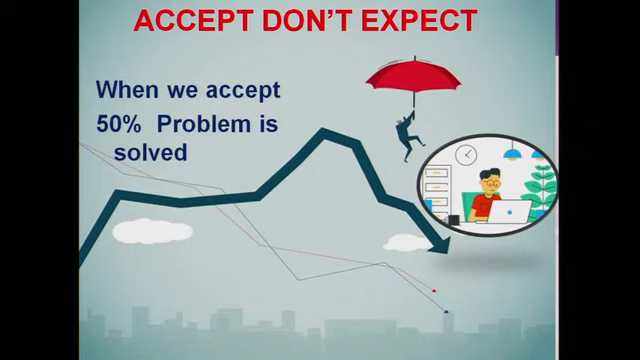 ACCEPT DON'T EXPECT
When we accept
50% Problem is
solved